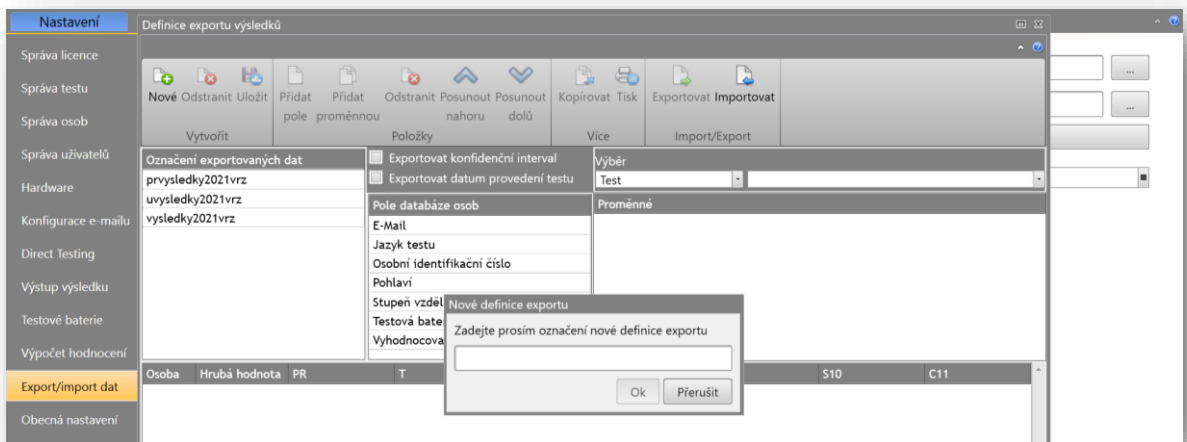 Nastavení
Správa licence
Správa testu
Správa osob
Správa uživatelů
Hardware
Konfigurace e-mailu
Direct Testing
Výstup výsledku
Testové baterie
Výpočet hodnocení
Export/import dat
Obecná nastavení
Definice exportu výsledků
Nové Odstranit Uložit
Vytvořit
Přidat pole
Přidat proměnnou
Odstranit
Posunout nahoru
Posunout dolů
Položky
Kopírovat Tisk
Více
Exportovat Importovat
Import/Export
Označení exportovaných dat
prvysledky2021vrz
uvysledky2021vrz
vysledky2021vrz
Exportovat konfidenční interval
Exportovat datum provedení testu
Výběr
Test
Pole databáze osob
E-Mail
Jazyk testu
Osobní identifikační číslo
Pohlaví
Stupeň
Testová
Proměnné
Nové definice exportu
Zadejte prosím označení nové definice exportu
Ok
Přerušit
Osoba Hrubá hodnota PR T S10 C11
...
...